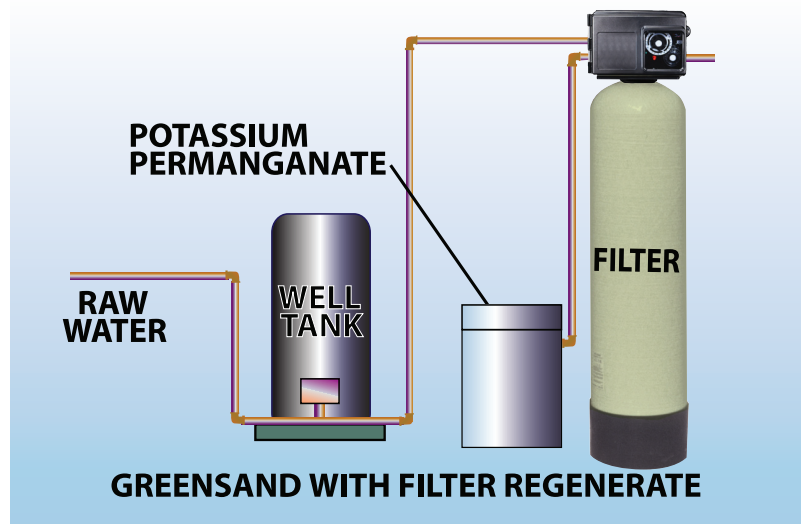 POTASSIUM
PERMANGANATE
FILTER
WELL
TANK
RAW
WATER
GREENSAND WITH FILTER REGENERATE